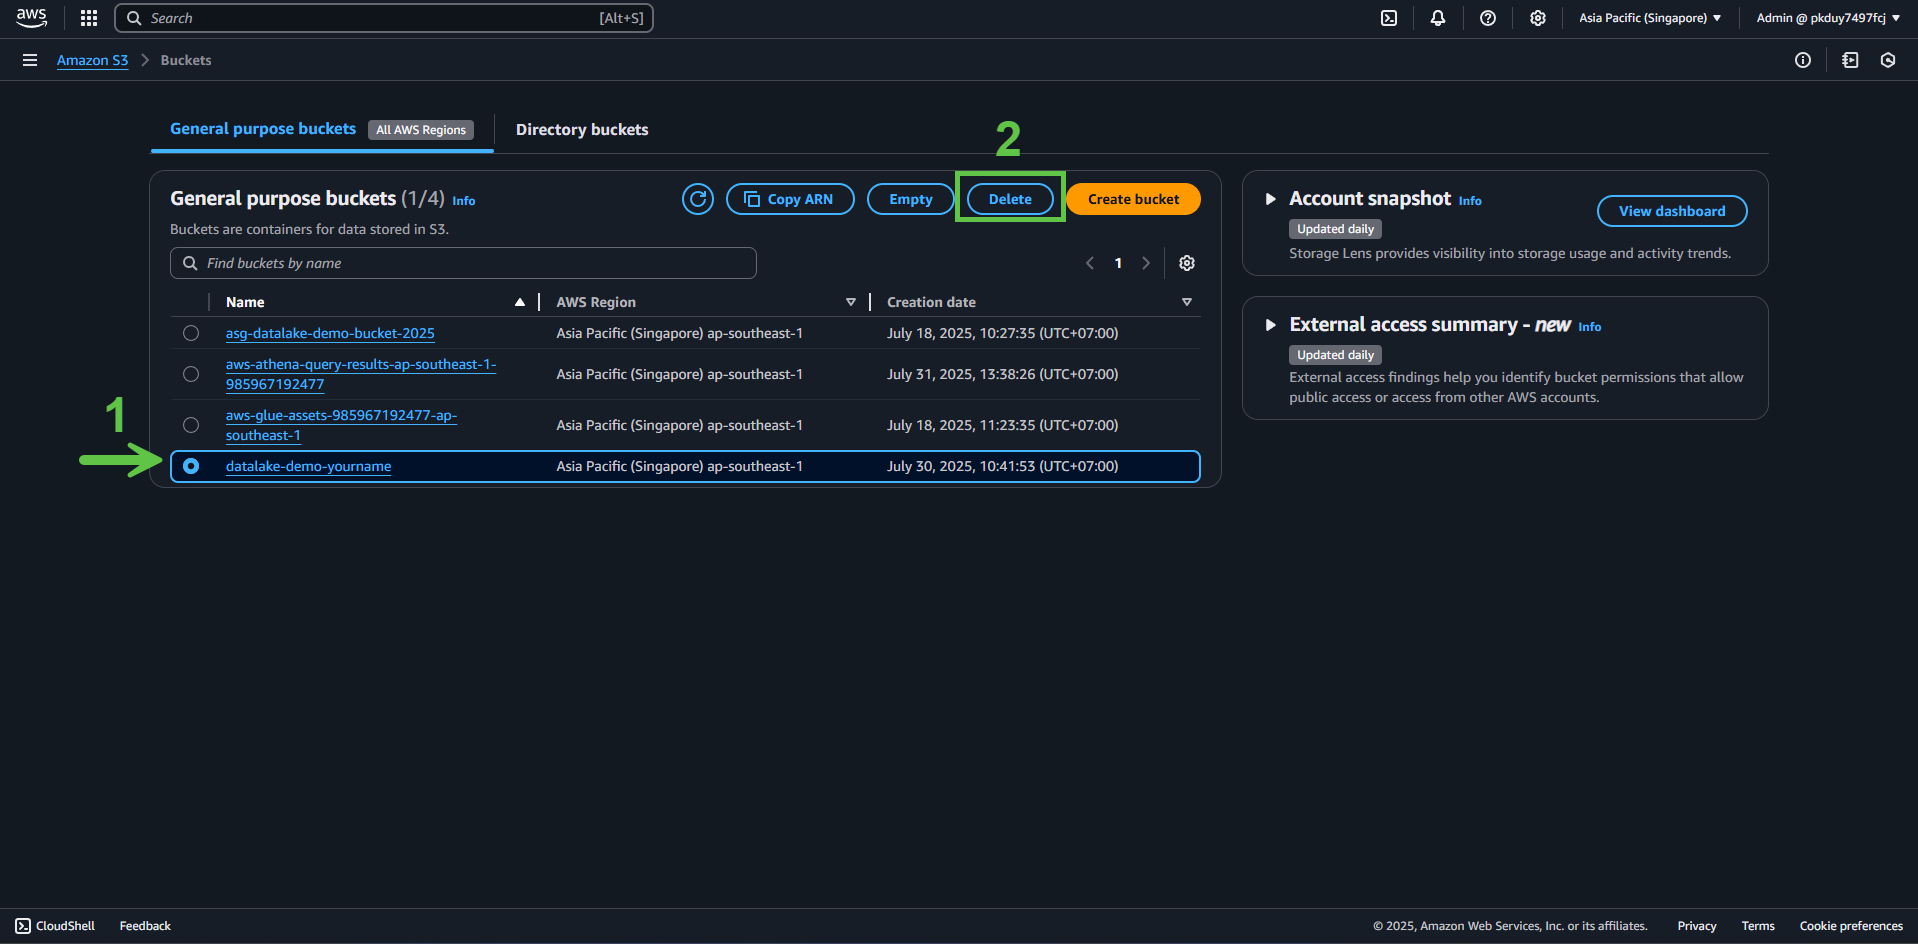 aws
Search [Alt+S]
Asia Pacific (Singapore) Admin @ pkduy7497fcj
Amazon S3 Buckets
General purpose buckets All AWS Regions Directory buckets
2
General purpose buckets (1/4) Info
Copy ARN Empty Delete Create bucket
Buckets are containers for data stored in S3.
Find buckets by name
1
Name AWS Region Creation date
asg-datalake-demo-bucket-2025 Asia Pacific (Singapore) ap-southeast-1 July 18, 2025, 10:27:35 (UTC+07:00)
aws-athena-query-results-ap-southeast-1-
985967192477
Asia Pacific (Singapore) ap-southeast-1 July 31, 2025, 13:38:26 (UTC+07:00)
aws-glue-assets-985967192477-ap-
southeast-1
Asia Pacific (Singapore) ap-southeast-1 July 18, 2025, 11:23:35 (UTC+07:00)
1
datalake-demo-yourname Asia Pacific (Singapore) ap-southeast-1 July 30, 2025, 10:41:53 (UTC+07:00)
Account snapshot Info
View dashboard
Updated daily
Storage Lens provides visibility into storage usage and activity trends.
External access summary - new Info
Updated daily
External access findings help you identify bucket permissions that allow
public access or access from other AWS accounts.
CloudShell Feedback
© 2025, Amazon Web Services, Inc. or its affiliates. Privacy Terms Cookie preferences